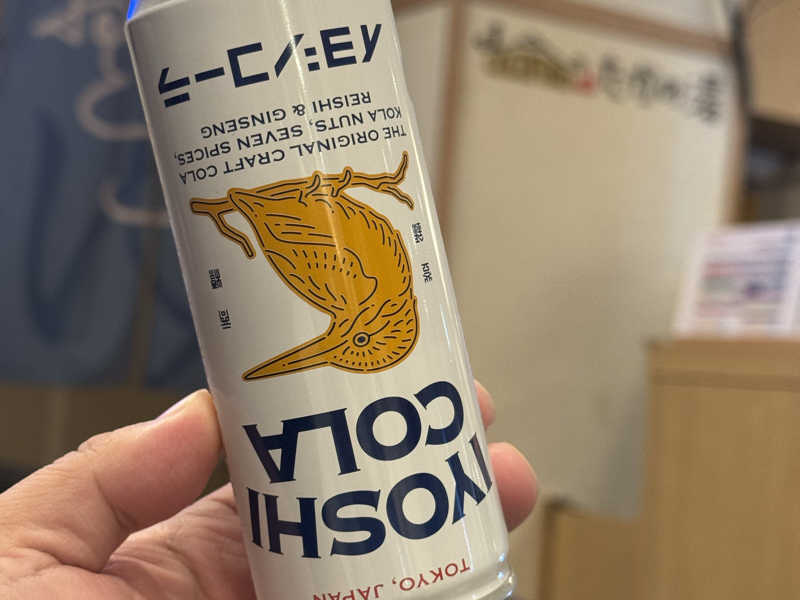 TOKYO, JAPAN
IYOSHI
COLA
THE ORIGINAL CRAFT COLA
KOLA NUTS, SEVEN SPICES,
REISHI & GINSENG
イヨシコーラ